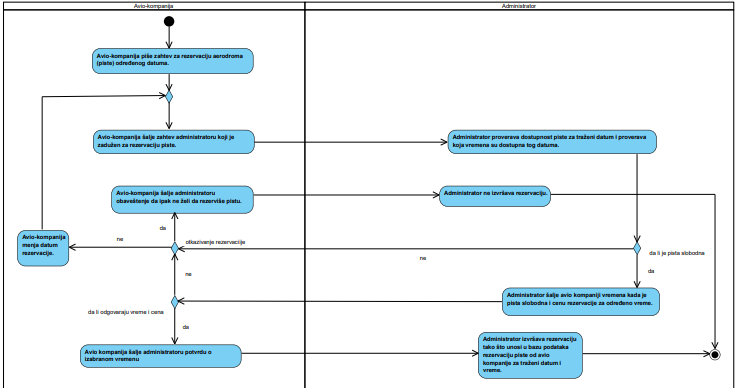 Avio-kompanija
Administrator
Avio-kompanija piše zahtev za rezervaciju aerodroma
(piste) određenog datuma.
Avio-kompanija šalje zahtev administratoru koji je
zadužen za rezervaciju piste.
Administrator proverava dostupnost piste za traženi datum i proverava
koja vremena su dostupna tog datuma.
Avio-kompanija šalje administratoru
obaveštenje da ipak ne želi da rezerviše pistu.
Administrator ne izvršava rezervaciju.
da
Avio-kompanija
menja datum
rezervacije.
ne
otkazivanje rezervacije
ne
da li je pista slobodna
da
ne
Administrator šalje avio kompaniji vremena kada je
pista slobodna i cenu rezervacije za određeno vreme.
da li odgovaraju vreme i cena
da
Avio kompanija šalje administratoru potvrdu o
izabranom vremenu
Administrator izvršava rezervaciju
tako što unosi u bazu podataka
rezervaciju piste od avio
kompanije za traženi datum i
vreme.